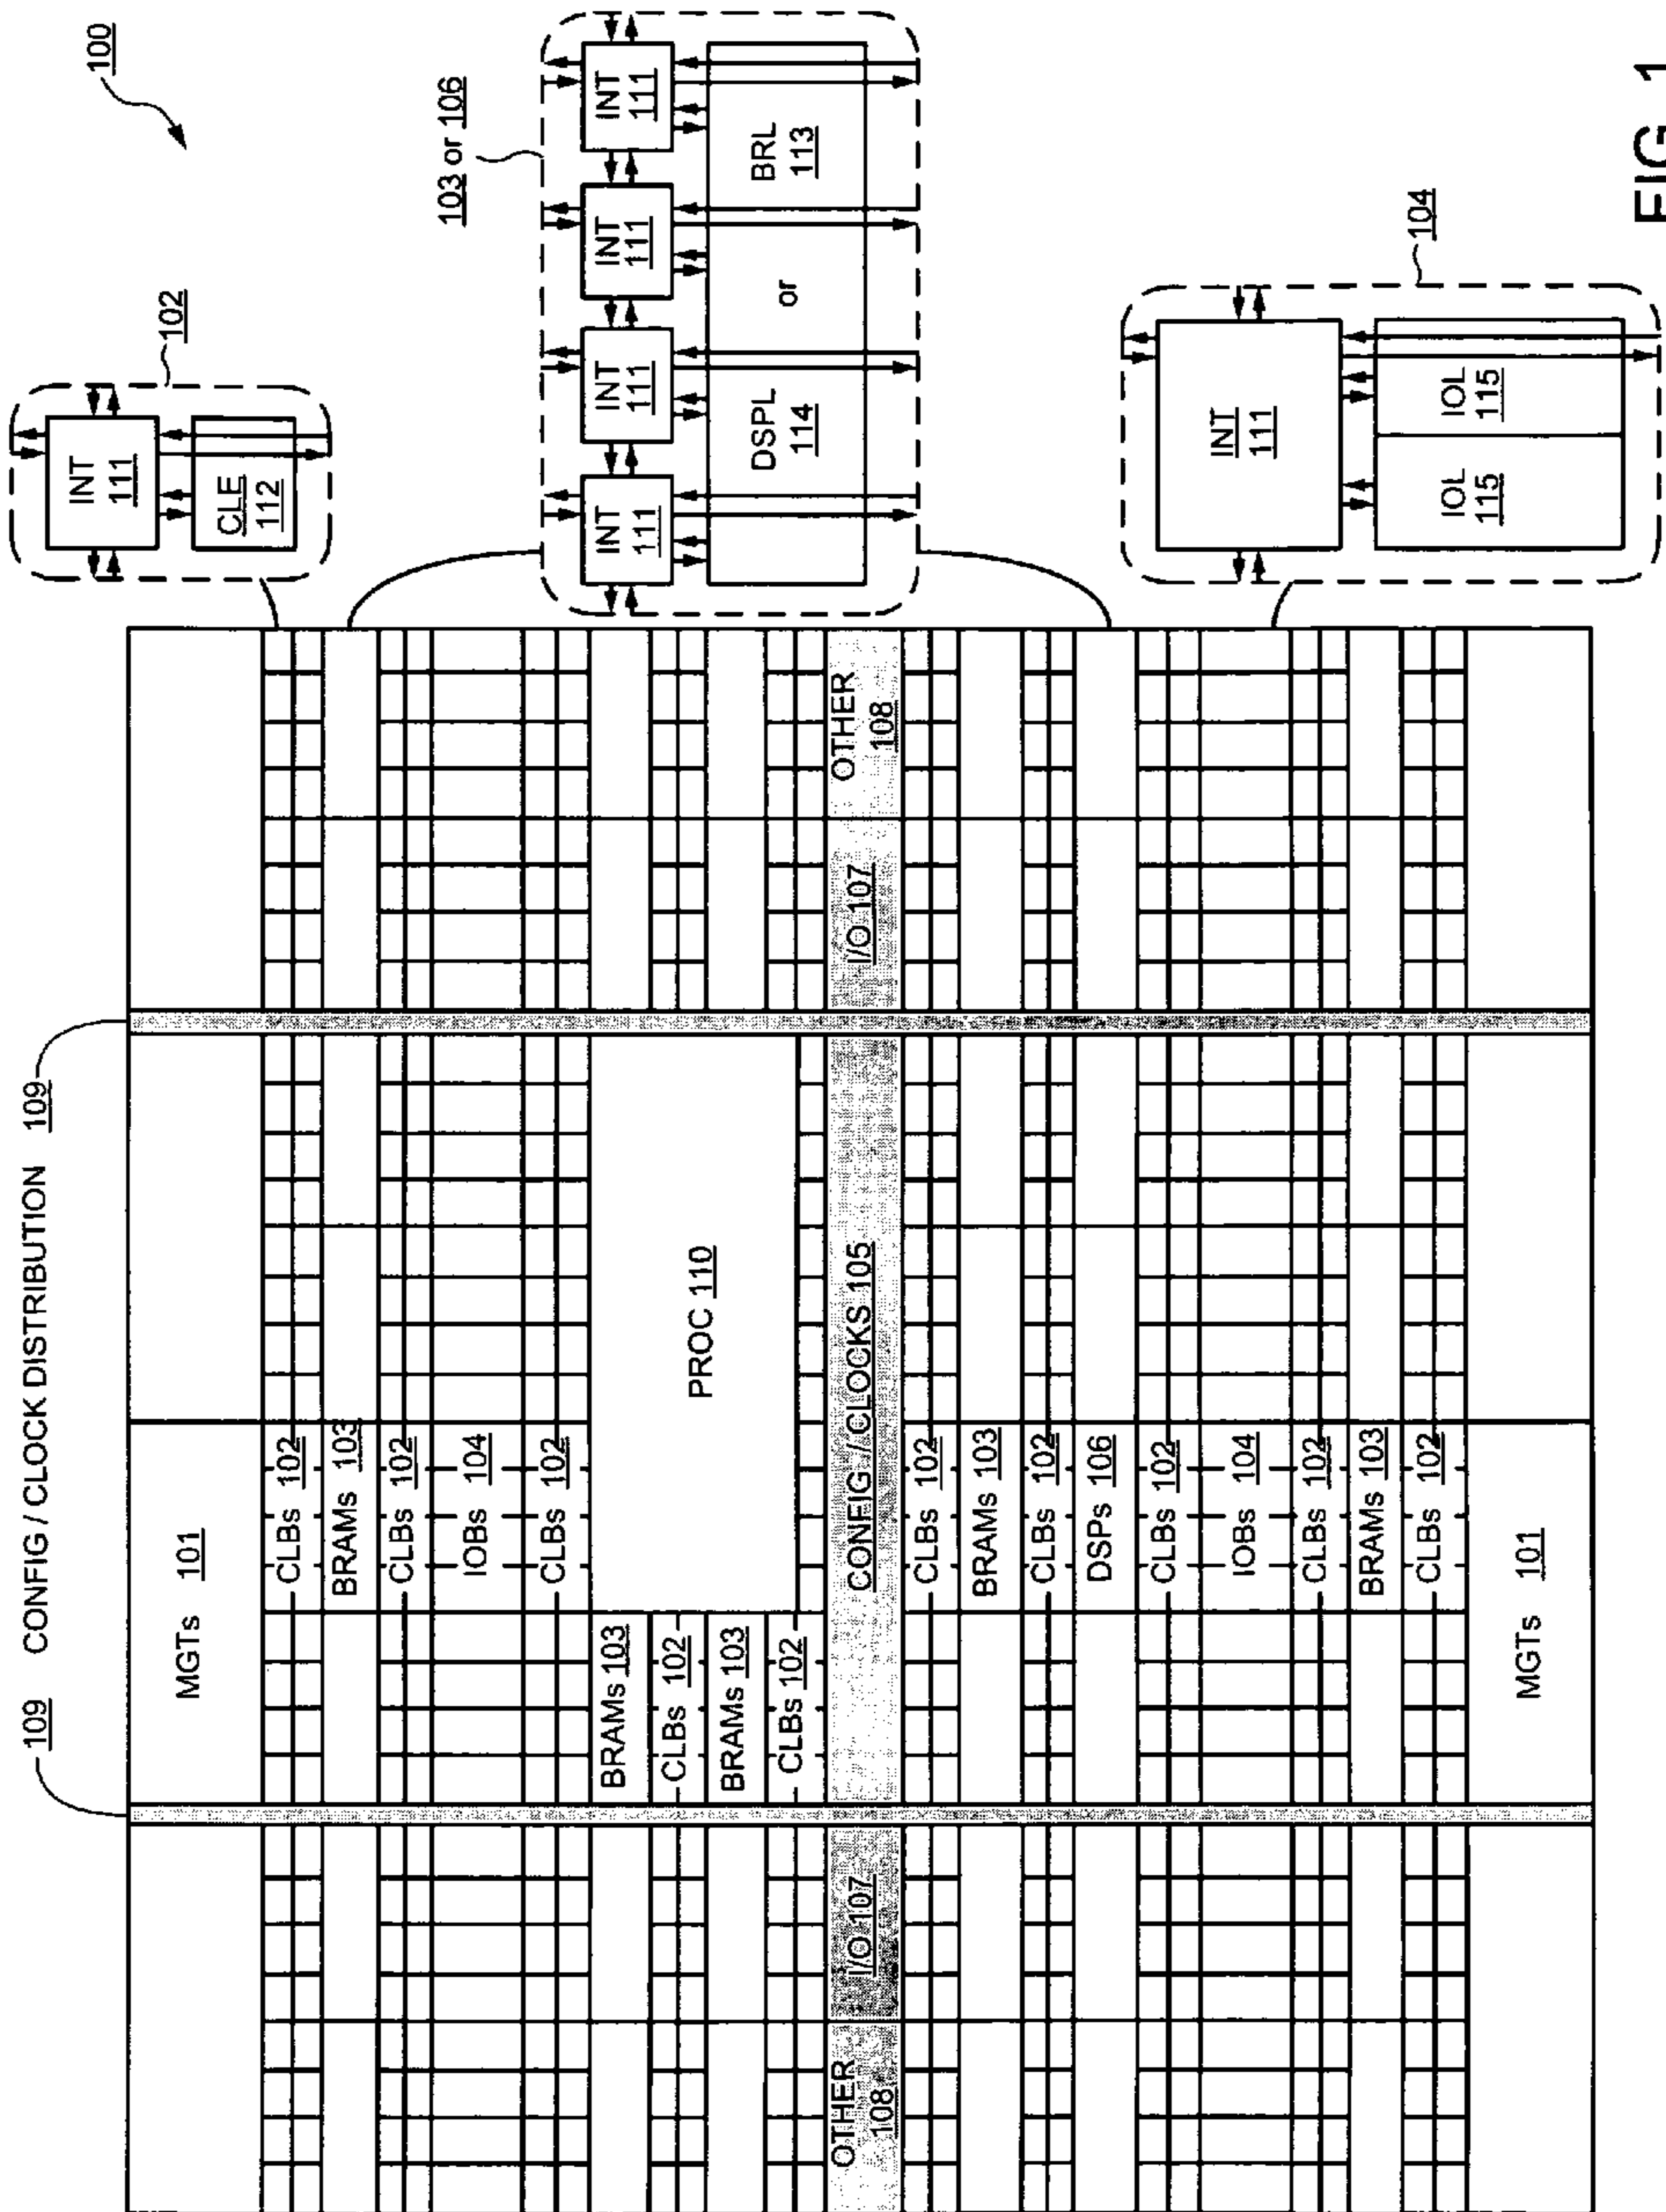 109
CONFIG / CLOCK DISTRIBUTION 109
100
MGTs 101
CLBs 102
BRAMs 103
CLBs 102
IOBs 104
CLBs 102
BRAMs 103
CLBs 102
BRAMs 103
CLBs 102
PROC 110
OTHER
108
I/O 107
CONFIG / CLOCKS 105
I/O 107
OTHER
108
CLBs 102
BRAMs 103
CLBs 102
DSPs 106
CLBs 102
IOBs 104
CLBs 102
BRAMs 103
CLBs 102
MGTs 101
102
INT
111
CLE
112
103 or 106
INT
111
INT
111
INT
111
INT
111
DSPL
114
or
BRL
113
104
INT
111
IOL
115
IOL
115
FIG. 1